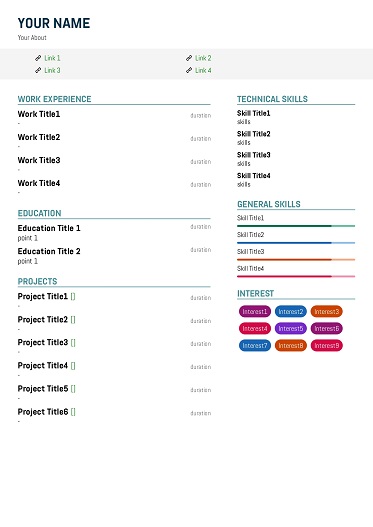 YOUR NAME
Your About
Link 1
Link 2
Link 3
Link 4
WORK EXPERIENCE
Work Title1
duration
-
Work Title2
duration
-
Work Title3
duration
-
Work Title4
duration
-
EDUCATION
Education Title 1
duration
point 1
Education Title 2
duration
point 1
PROJECTS
Project Title1 []
duration
-
Project Title2 []
duration
-
Project Title3 []
duration
-
Project Title4 []
duration
-
Project Title5 []
duration
-
Project Title6 []
duration
-
TECHNICAL SKILLS
Skill Title1
skills
Skill Title2
skills
Skill Title3
skills
Skill Title4
skills
GENERAL SKILLS
Skill Title1
Skill Title2
Skill Title3
Skill Title4
INTEREST
Interest1 Interest2 Interest3
Interest4 Interest5 Interest6
Interest7 Interest8 Interest9